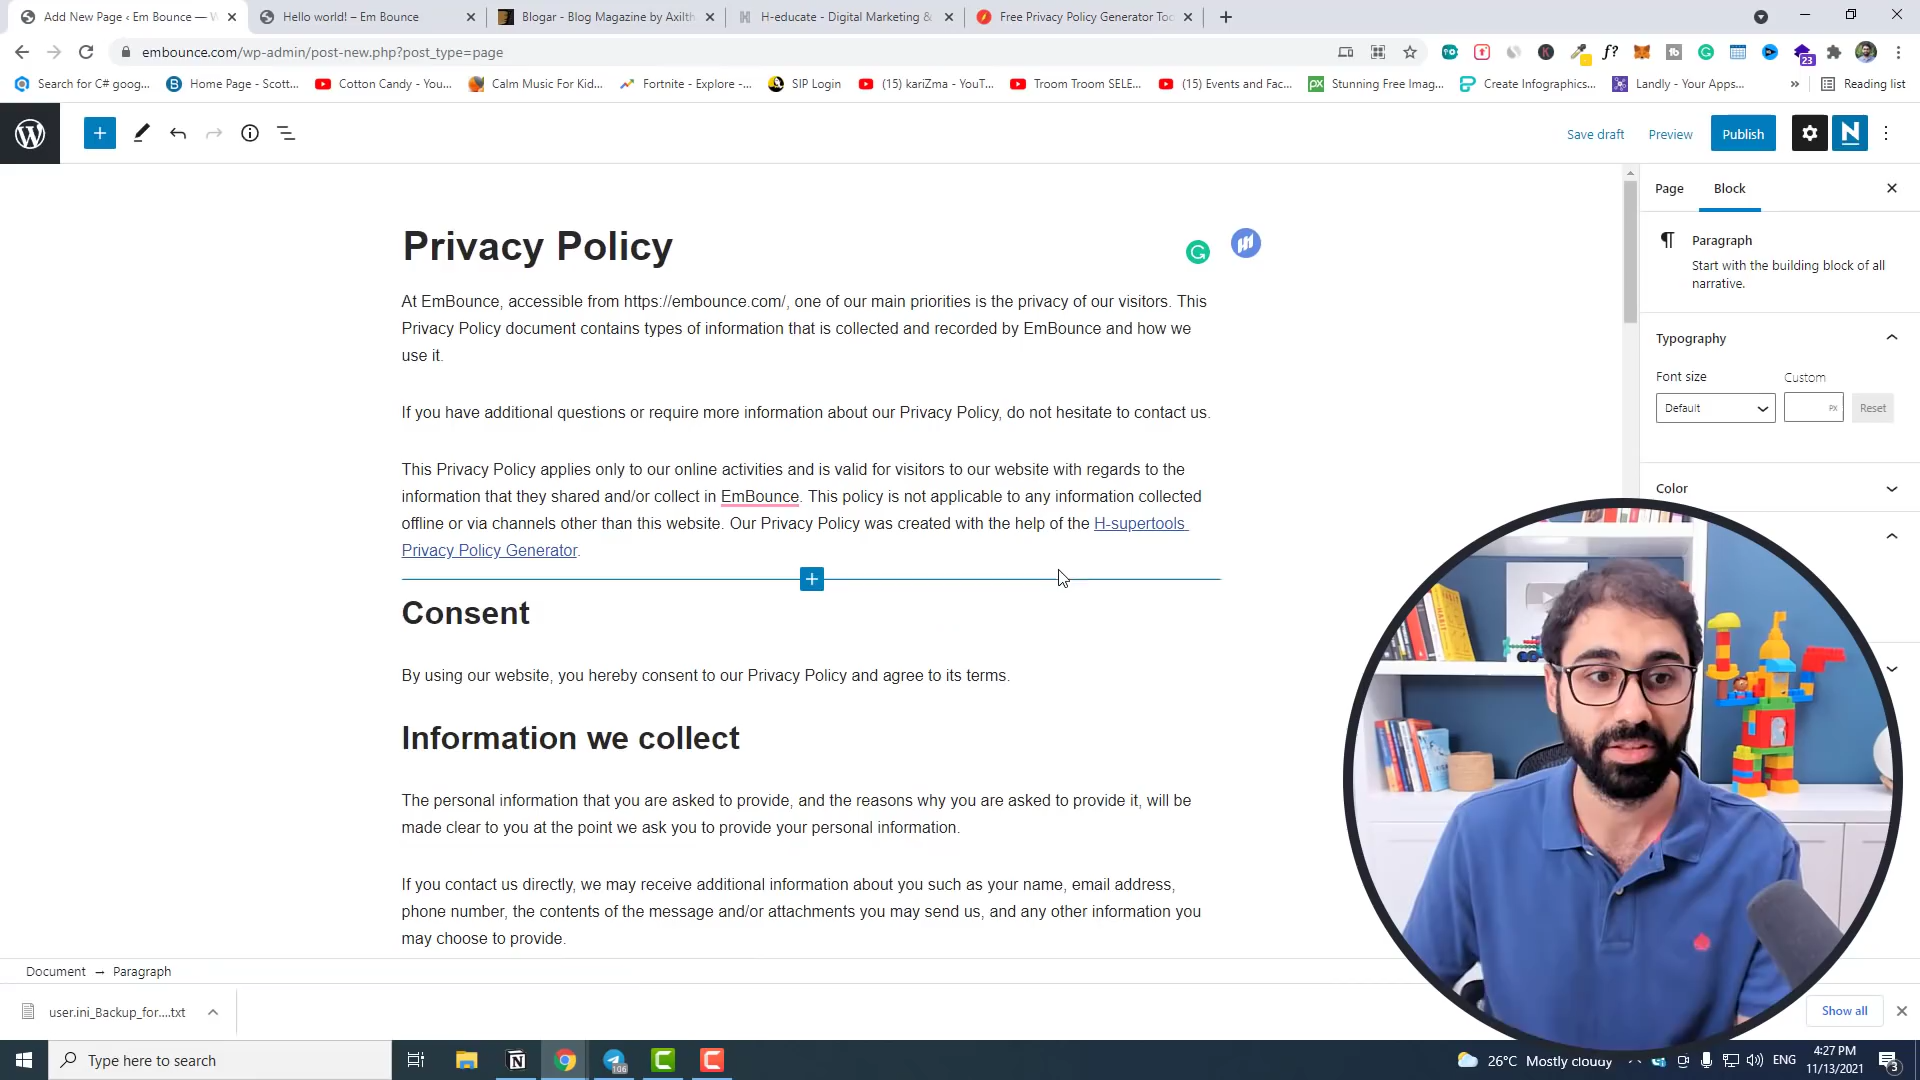 Add New Page ‹ Em Bounce — W
Hello world! – Em Bounce
Blogar - Blog Magazine by Axilth
H-educate - Digital Marketing &
Free Privacy Policy Generator Too
embounce.com/wp-admin/post-new.php?post_type=page
23
Search for C# goog...
Home Page - Scott...
Cotton Candy - You...
Calm Music For Kid...
Fortnite - Explore -...
SIP Login
(15) kariZma - YouT...
Troom Troom SELE...
(15) Events and Fac...
Stunning Free Imag...
Create Infographics...
Landly - Your Apps...
»
Reading list
Save draft
Preview
Publish
Page
Block
Privacy Policy
Paragraph
Start with the building block of all
narrative.
At EmBounce, accessible from https://embounce.com/, one of our main priorities is the privacy of our visitors. This
Privacy Policy document contains types of information that is collected and recorded by EmBounce and how we
use it.
Typography
Font size
Custom
Default
PX
Reset
If you have additional questions or require more information about our Privacy Policy, do not hesitate to contact us.
This Privacy Policy applies only to our online activities and is valid for visitors to our website with regards to the
information that they shared and/or collect in EmBounce. This policy is not applicable to any information collected
offline or via channels other than this website. Our Privacy Policy was created with the help of the H-supertools
Privacy Policy Generator.
Color
Consent
By using our website, you hereby consent to our Privacy Policy and agree to its terms.
Information we collect
The personal information that you are asked to provide, and the reasons why you are asked to provide it, will be
made clear to you at the point we ask you to provide your personal information.
If you contact us directly, we may receive additional information about you such as your name, email address,
phone number, the contents of the message and/or attachments you may send us, and any other information you
may choose to provide.
Document → Paragraph
user.ini_Backup_for....txt
Show all
Type here to search
106
26°C Mostly cloudy
ENG
4:27 PM
11/13/2021
3